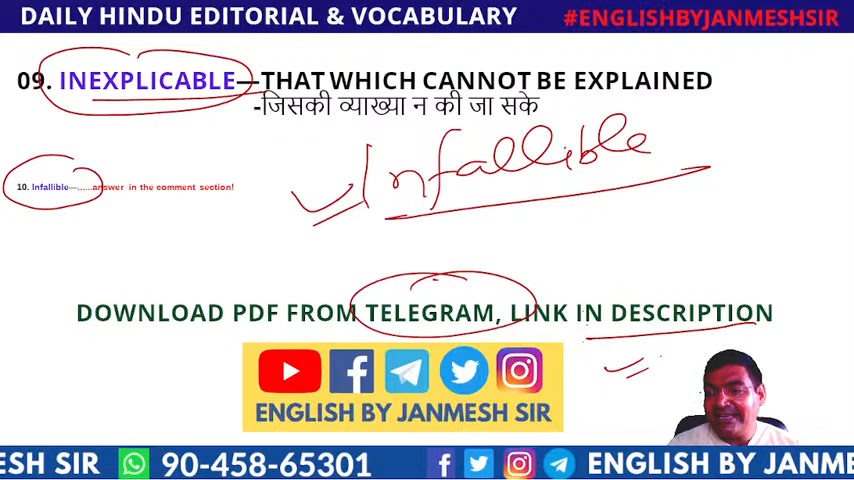 DAILY HINDU EDITORIAL & VOCABULARY #ENGLISHBYJANMESHSIR
09. INEXPLICABLE—THAT WHICH CANNOT BE EXPLAINED
-जिसकी व्याख्या न की जा सके
Infallible
10. Infallible—......answer in the comment section!
DOWNLOAD PDF FROM TELEGRAM, LINK IN DESCRIPTION
ENGLISH BY JANMESH SIR
ESH SIR 90-458-65301 ENGLISH BY JANME